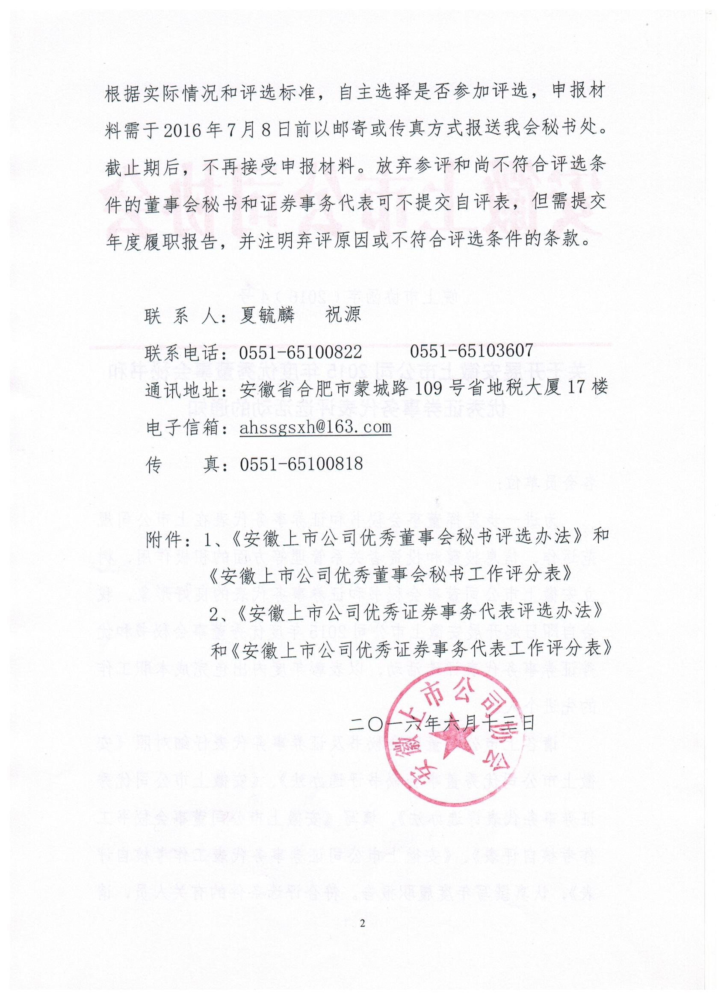 根据实际情况和评选标准，自主选择是否参加评选，申报材
料需于2016年7月8日前以邮寄或传真方式报送我会秘书处。
截止期后，不再接受申报材料。放弃参评和尚不符合评选条
件的董事会秘书和证券事务代表可不提交自评表，但需提交
年度履职报告，并注明弃评原因或不符合评选条件的条款。
联 系 人：夏毓麟 祝源
联系电话：0551-65100822 0551-65103607
通讯地址：安徽省合肥市蒙城路109号省地税大厦17楼
电子信箱：ahssgsxh@163.com
传 真：0551-65100818
附件：1、《安徽上市公司优秀董事会秘书评选办法》和
《安徽上市公司优秀董事会秘书工作评分表》
2、《安徽上市公司优秀证券事务代表评选办法》
和《安徽上市公司优秀证券事务代表工作评分表》
二〇一六年六月十三日
安徽上市公司协会
2